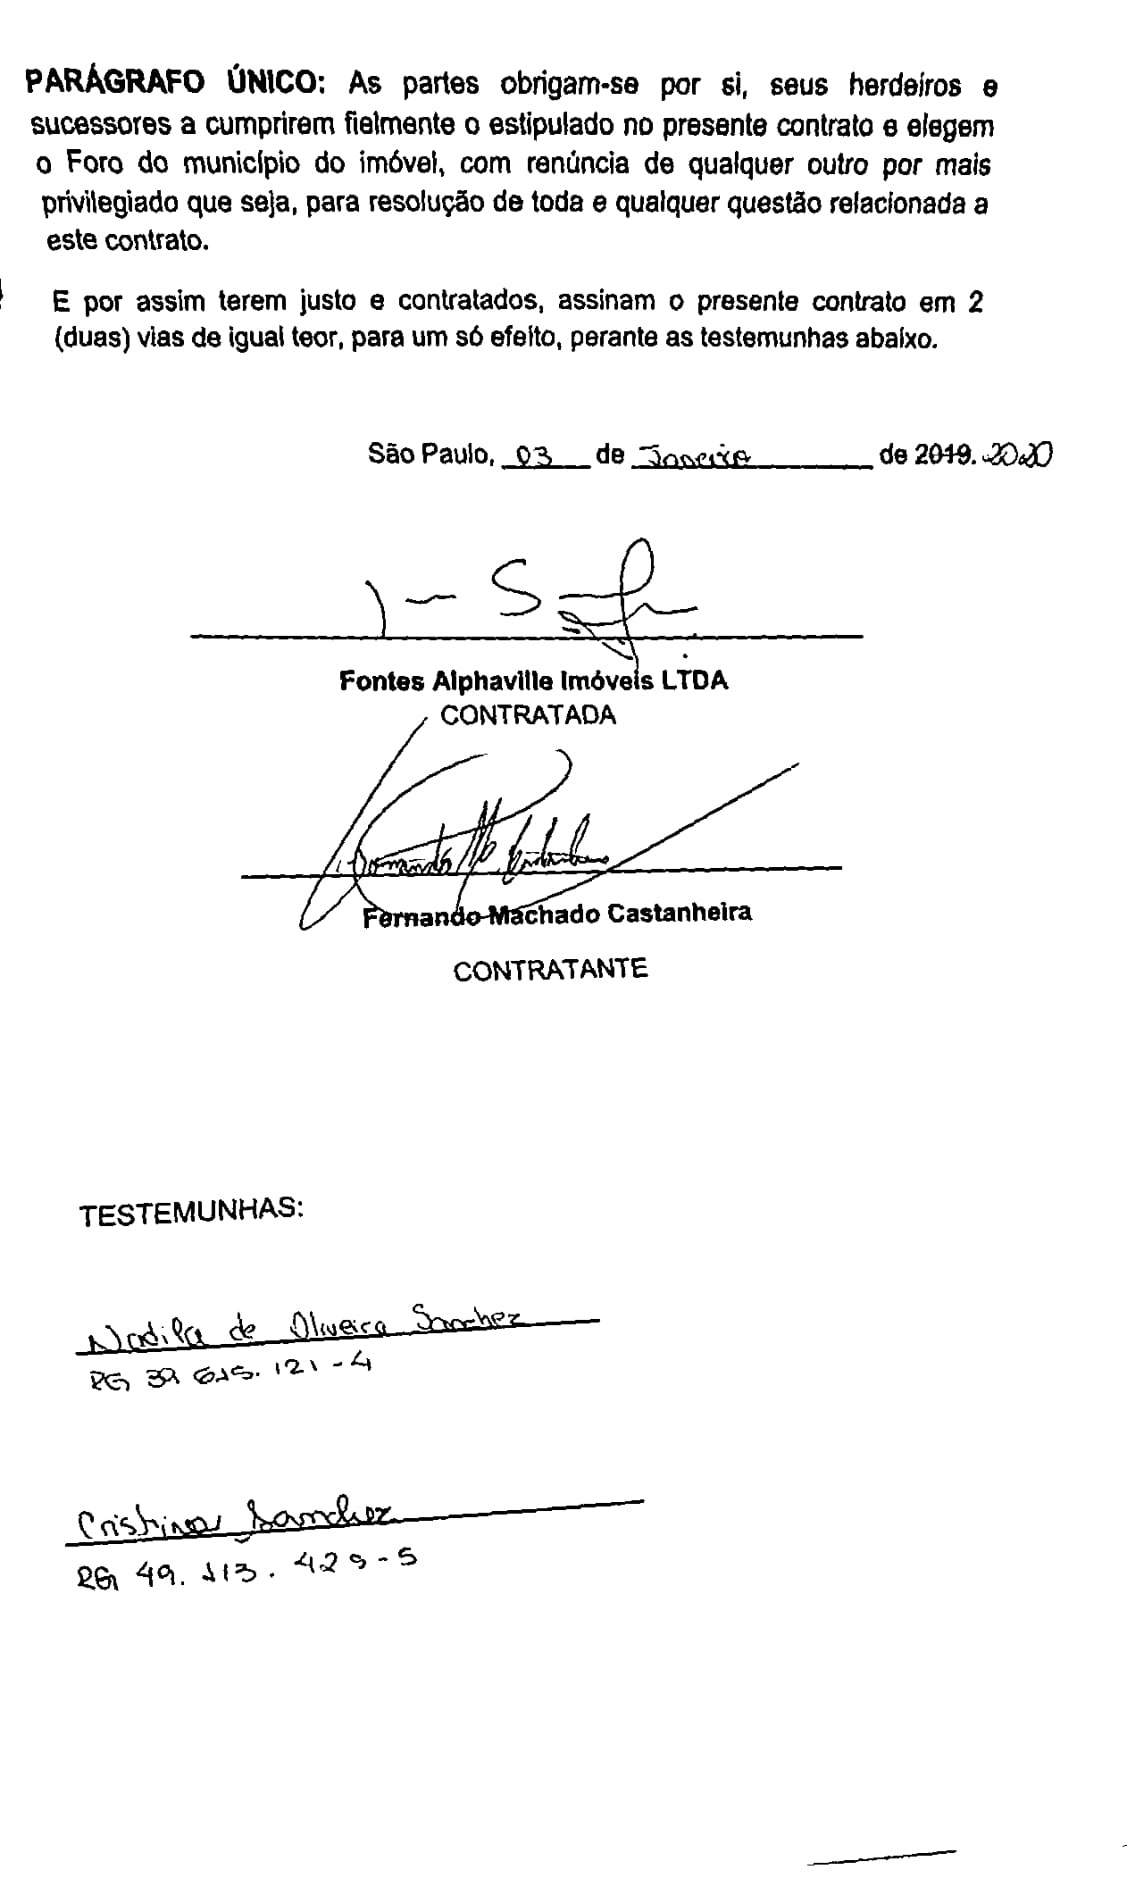 PARÁGRAFO ÚNICO: As partes obrigam-se por si, seus herdeiros e
sucessores a cumprirem fielmente o estipulado no presente contrato e elegem
o Foro do município do imóvel, com renúncia de qualquer outro por mais
privilegiado que seja, para resolução de toda e qualquer questão relacionada a
este contrato.
E por assim terem justo e contratados, assinam o presente contrato em 2
(duas) vias de igual teor, para um só efeito, perante as testemunhas abaixo.
São Paulo, 03 de Janeiro de 2019. 2020
Fontes Alphaville Imóveis LTDA
CONTRATADA
Fernando Machado Castanheira
CONTRATANTE
TESTEMUNHAS:
de Oliveira Sanchez
RG 121-4
Cristina Sanchez
RG 49.113.429-5